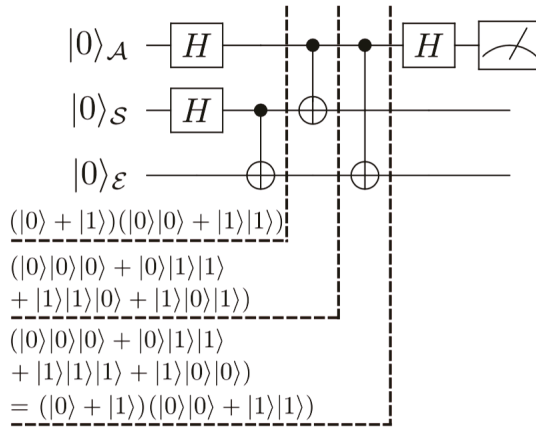 |0⟩𝒜 H H
|0⟩𝒮 H
|0⟩ℰ
(|0⟩ + |1⟩)(|0⟩|0⟩ + |1⟩|1⟩)
(|0⟩|0⟩|0⟩ + |0⟩|1⟩|1⟩
+ |1⟩|1⟩|0⟩ + |1⟩|0⟩|1⟩)
(|0⟩|0⟩|0⟩ + |0⟩|1⟩|1⟩
+ |1⟩|1⟩|1⟩ + |1⟩|0⟩|0⟩)
= (|0⟩ + |1⟩)(|0⟩|0⟩ + |1⟩|1⟩)